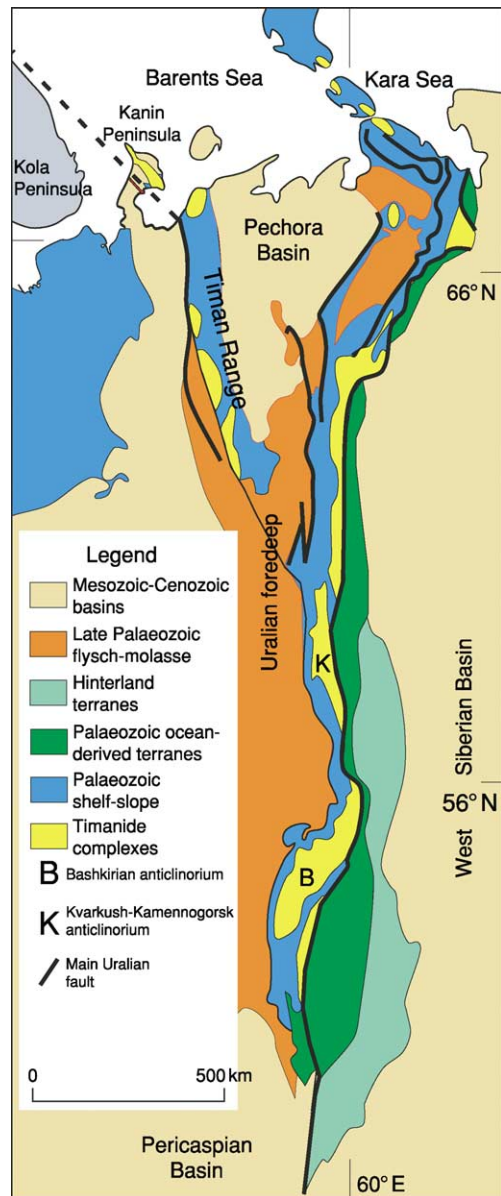 Barents Sea
Kara Sea
Kanin
Peninsula
Kola
Peninsula
Pechora
Basin
66° N
Timan Range
Uralian foredeep
Legend
Mesozoic-Cenozoic
basins
Late Palaeozoic
flysch-molasse
Hinterland
terranes
Palaeozoic ocean-
derived terranes
Palaeozoic
shelf-slope
Timanide
complexes
B Bashkirian anticlinorium
K Kvarkush-Kamennogorsk
anticlinorium
Main Uralian
fault
0 500 km
K
B
West Siberian Basin
56° N
Pericaspian
Basin
60° E